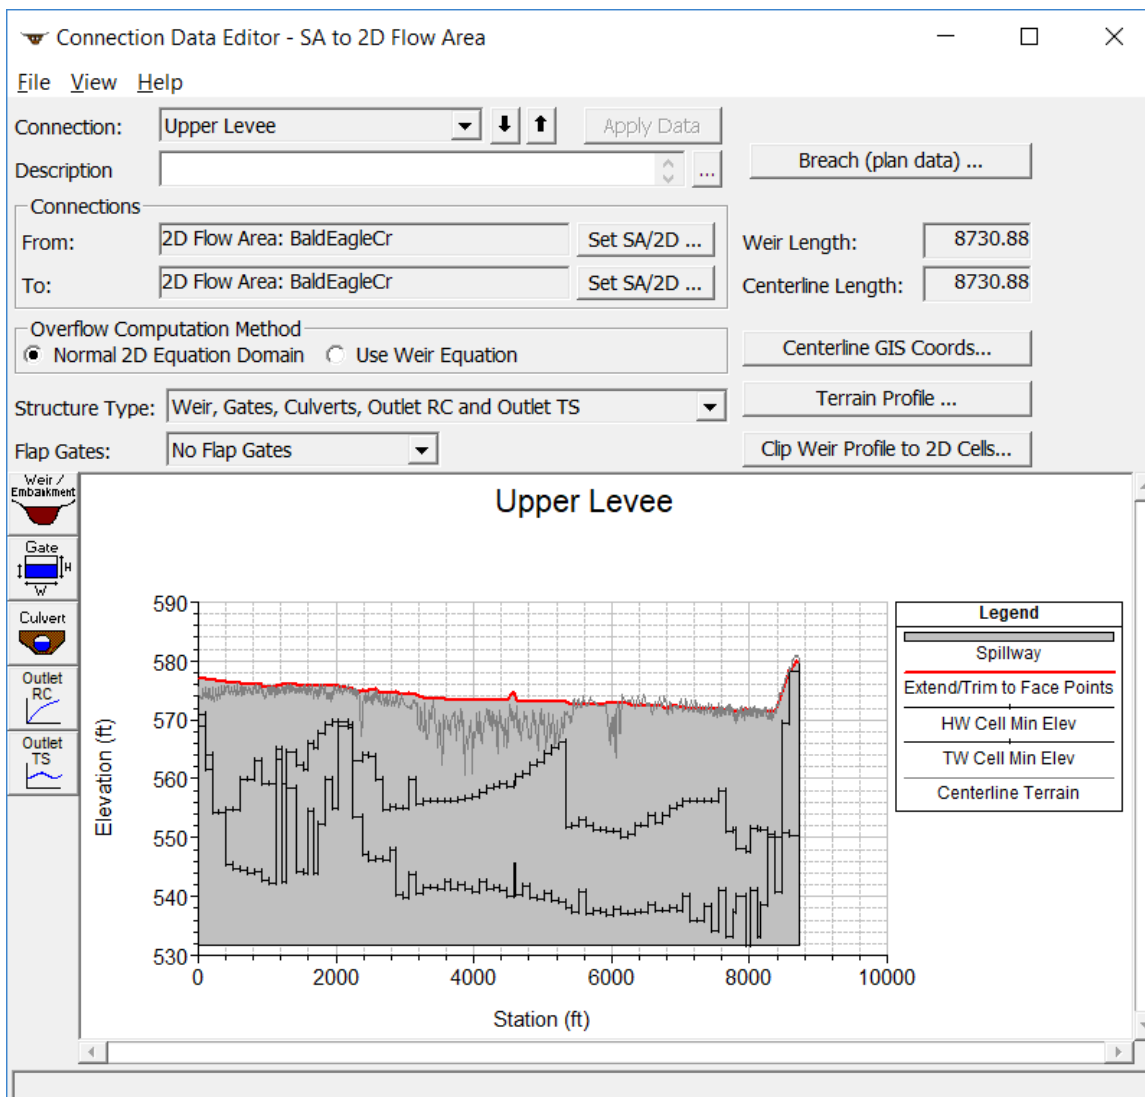 Connection Data Editor - SA to 2D Flow Area
File View Help
Connection: Upper Levee Apply Data
Description ... Breach (plan data) ...
Connections
From: 2D Flow Area: BaldEagleCr Set SA/2D ... Weir Length: 8730.88
To: 2D Flow Area: BaldEagleCr Set SA/2D ... Centerline Length: 8730.88
Overflow Computation Method
Normal 2D Equation Domain Use Weir Equation Centerline GIS Coords...
Structure Type: Weir, Gates, Culverts, Outlet RC and Outlet TS Terrain Profile ...
Flap Gates: No Flap Gates Clip Weir Profile to 2D Cells...
Weir /
Embankment
Gate
H
W
Culvert
Outlet
RC
Outlet
TS
Upper Levee
590
580
570
560
550
540
530
Elevation (ft)
0 2000 4000 6000 8000 10000
Station (ft)
Legend
Spillway
Extend/Trim to Face Points
HW Cell Min Elev
TW Cell Min Elev
Centerline Terrain